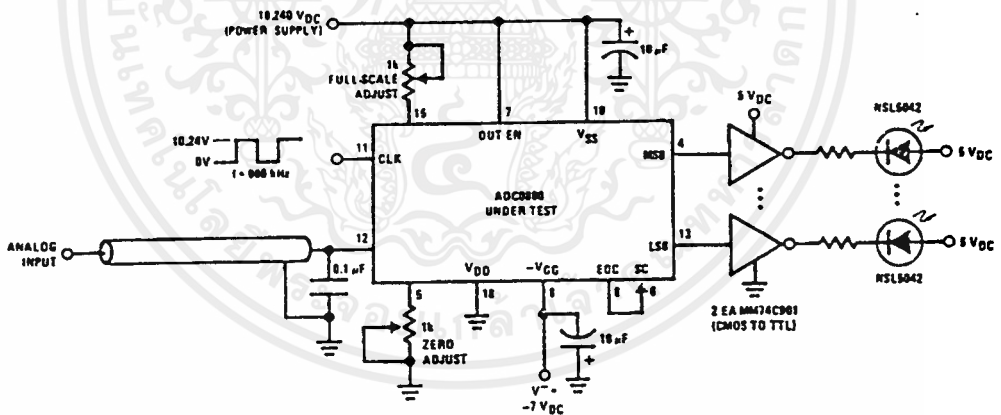 10.240 VDC
(POWER SUPPLY)
1k
FULL-SCALE
ADJUST
+
10 µF
15
7
10
OUT EN
VSS
5 VDC
NSL5042
10.24V
0V
11
CLK
MSB
4
5 VDC
ADC0800
UNDER TEST
ANALOG
INPUT
12
0.1 µF
LSB
13
5 VDC
NSL5042
VDD
-VGG
EOC
SC
5
18
8
6
1k
ZERO
ADJUST
10 µF
+
2 EA MM74C901
(CMOS TO TTL)
V- =
-7 VDC